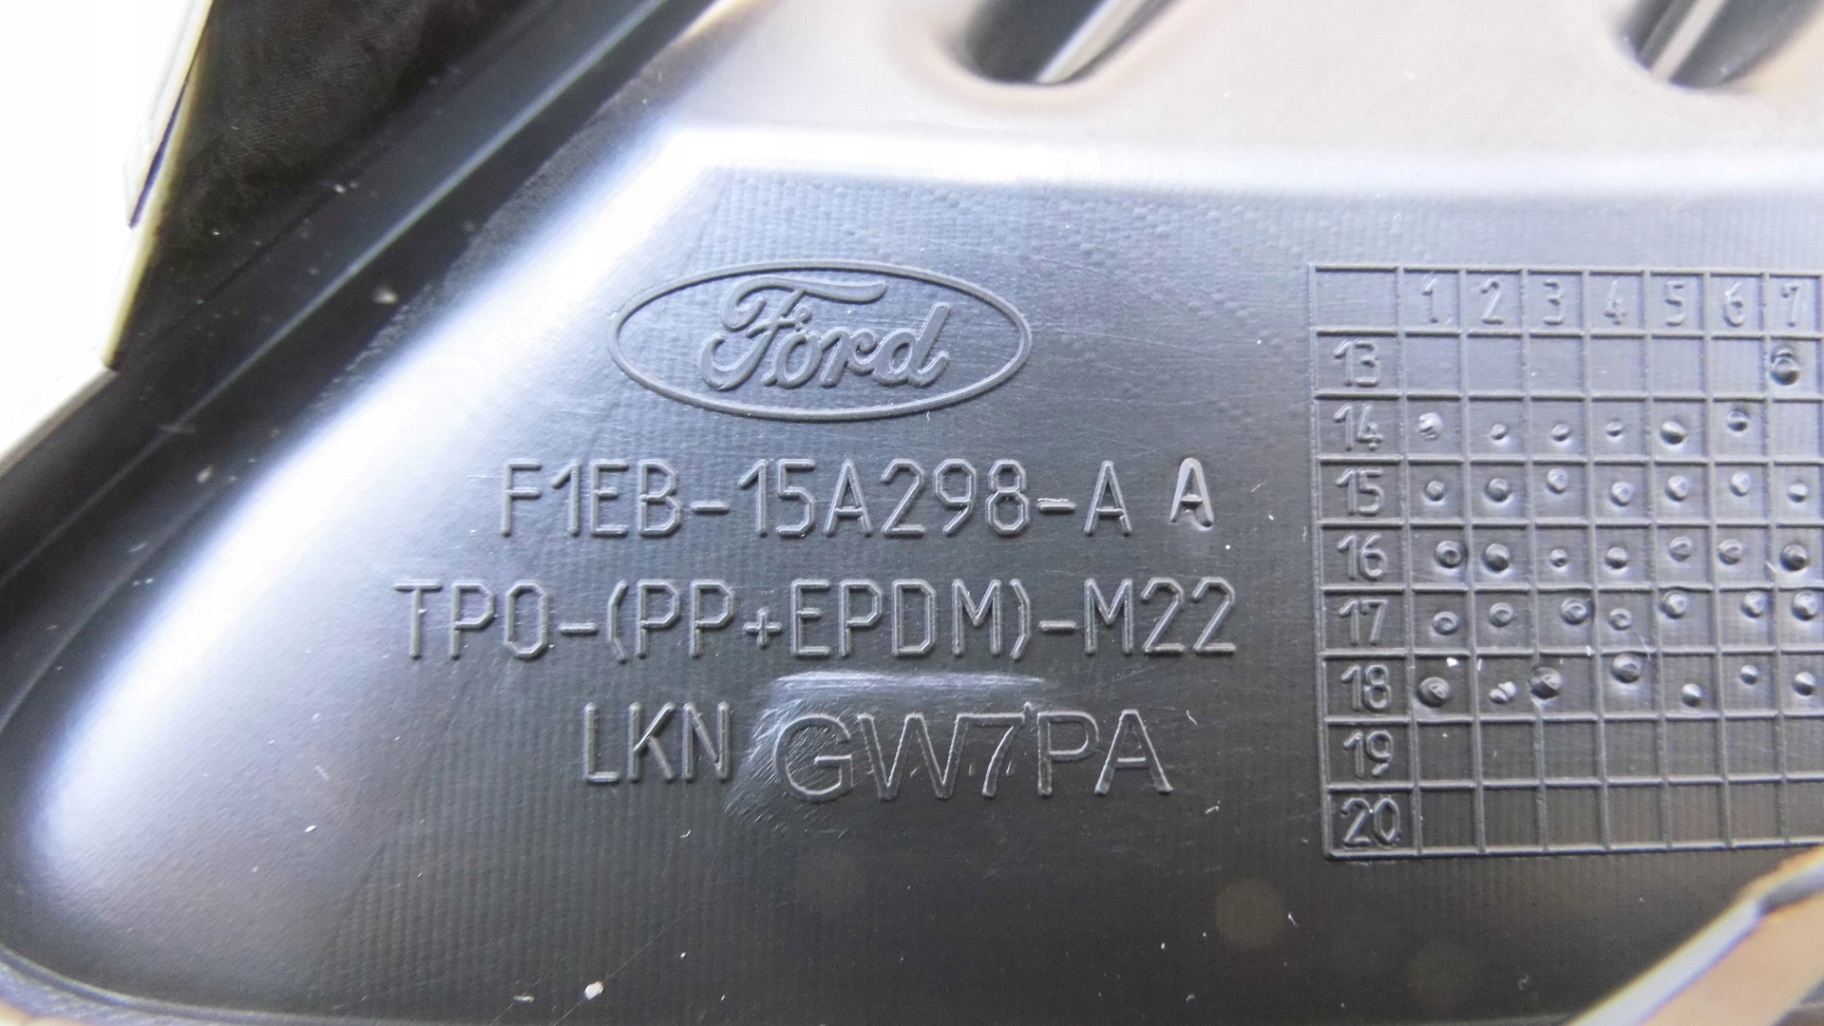 Ford
F1EB-15A298-A A
TPO-(PP+EPDM)-M22
LKN GW7PA
1 2 3 4 5 6 7
13
14
15
16
17
18
19
20